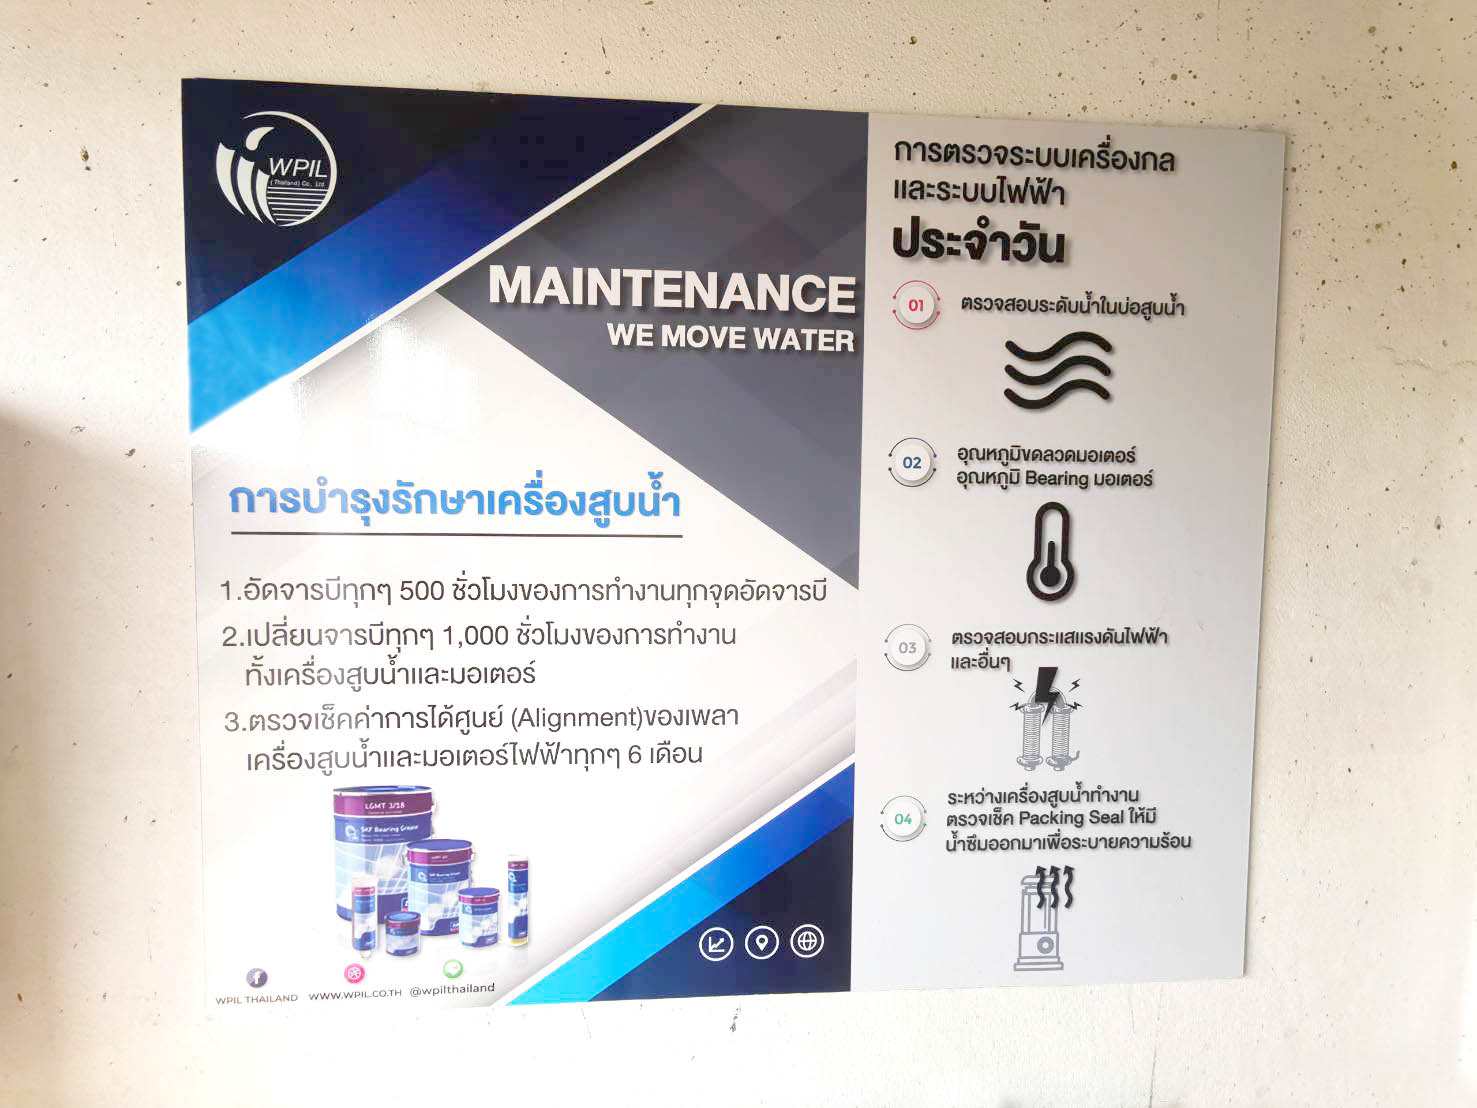 WPIL
(Thailand) Co., Ltd.
MAINTENANCE
WE MOVE WATER
การบำรุงรักษาเครื่องสูบน้ำ
1.อัดจารบีทุกๆ 500 ชั่วโมงของการทำงานทุกจุดอัดจารบี
2.เปลี่ยนจารบีทุกๆ 1,000 ชั่วโมงของการทำงาน
ทั้งเครื่องสูบน้ำและมอเตอร์
3.ตรวจเช็คค่าการได้ศูนย์ (Alignment)ของเพลา
เครื่องสูบน้ำและมอเตอร์ไฟฟ้าทุกๆ 6 เดือน
LGMT 3/18
SKF Bearing Grease
WPIL THAILAND
WWW.WPIL.CO.TH
@wpilthailand
การตรวจระบบเครื่องกล
และระบบไฟฟ้า
ประจำวัน
01 ตรวจสอบระดับน้ำในบ่อสูบน้ำ
02 อุณหภูมิขดลวดมอเตอร์
อุณหภูมิ Bearing มอเตอร์
03 ตรวจสอบกระแสแรงดันไฟฟ้า
และอื่นๆ
04 ระหว่างเครื่องสูบน้ำทำงาน
ตรวจเช็ค Packing Seal ให้มี
น้ำซึมออกมาเพื่อระบายความร้อน